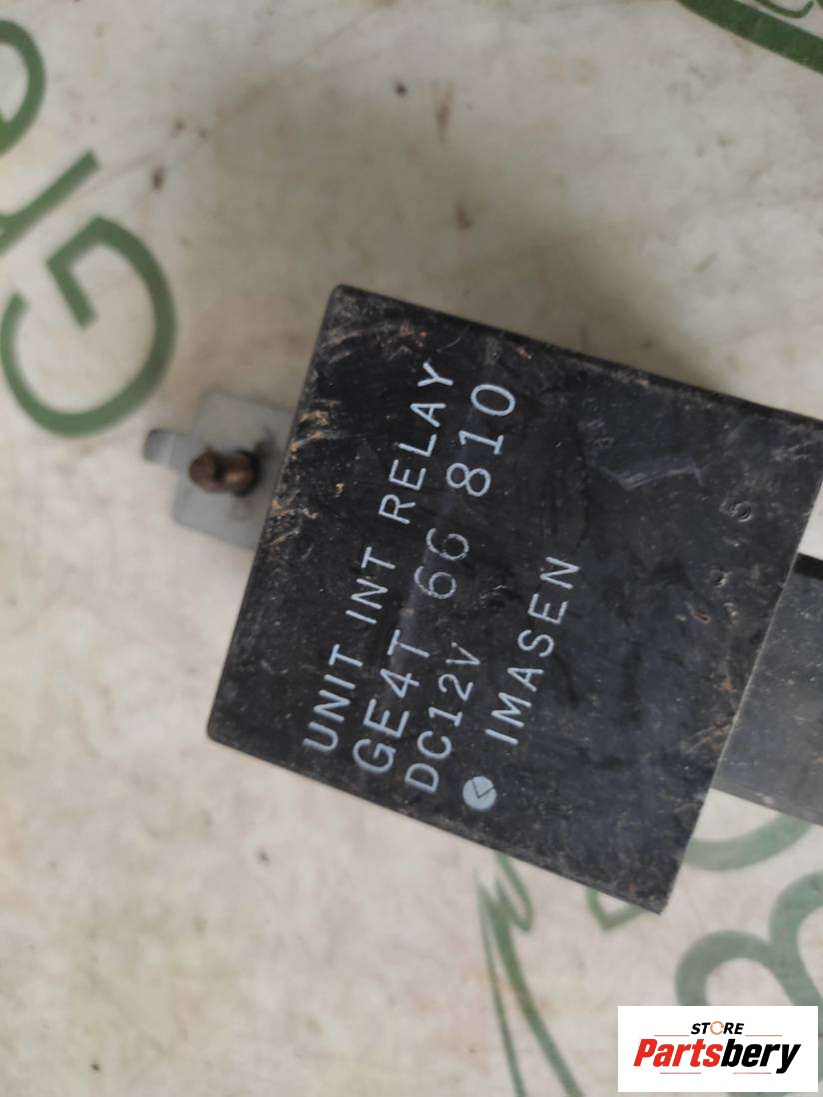 UNIT INT RELAY
GE4T 66 810
DC12V
IMASEN
STORE
Partsbery